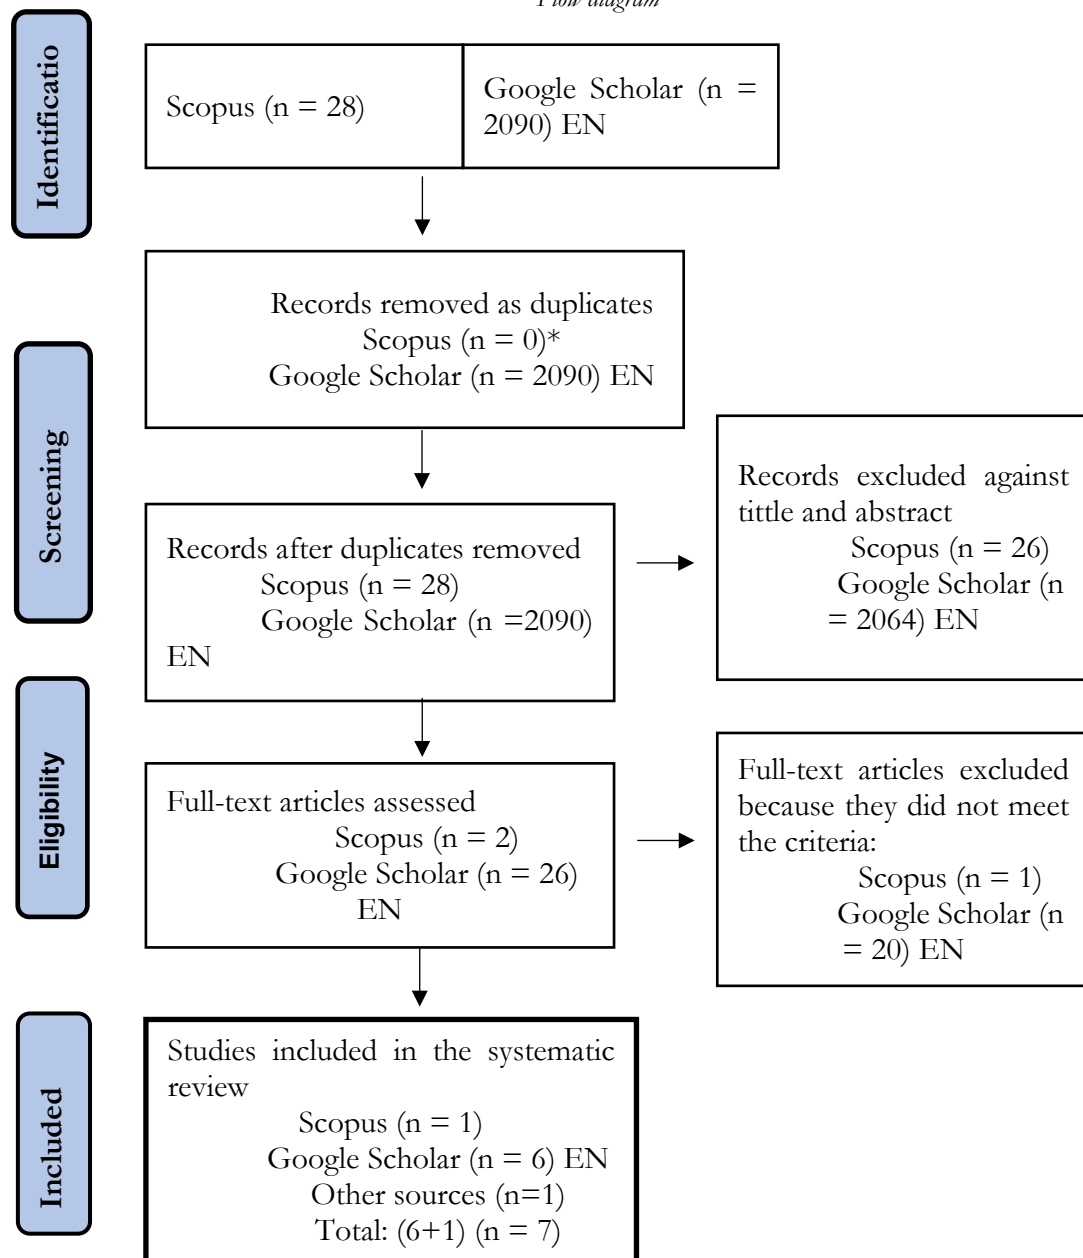 Flow diagram
Identificatio
Scopus (n = 28)
Google Scholar (n =
2090) EN
Records removed as duplicates
Scopus (n = 0)*
Google Scholar (n = 2090) EN
Screening
Records after duplicates removed
Scopus (n = 28)
Google Scholar (n =2090)
EN
Records excluded against
tittle and abstract
Scopus (n = 26)
Google Scholar (n
= 2064) EN
Eligibility
Full-text articles assessed
Scopus (n = 2)
Google Scholar (n = 26)
EN
Full-text articles excluded
because they did not meet
the criteria:
Scopus (n = 1)
Google Scholar (n
= 20) EN
Included
Studies included in the systematic
review
Scopus (n = 1)
Google Scholar (n = 6) EN
Other sources (n=1)
Total: (6+1) (n = 7)